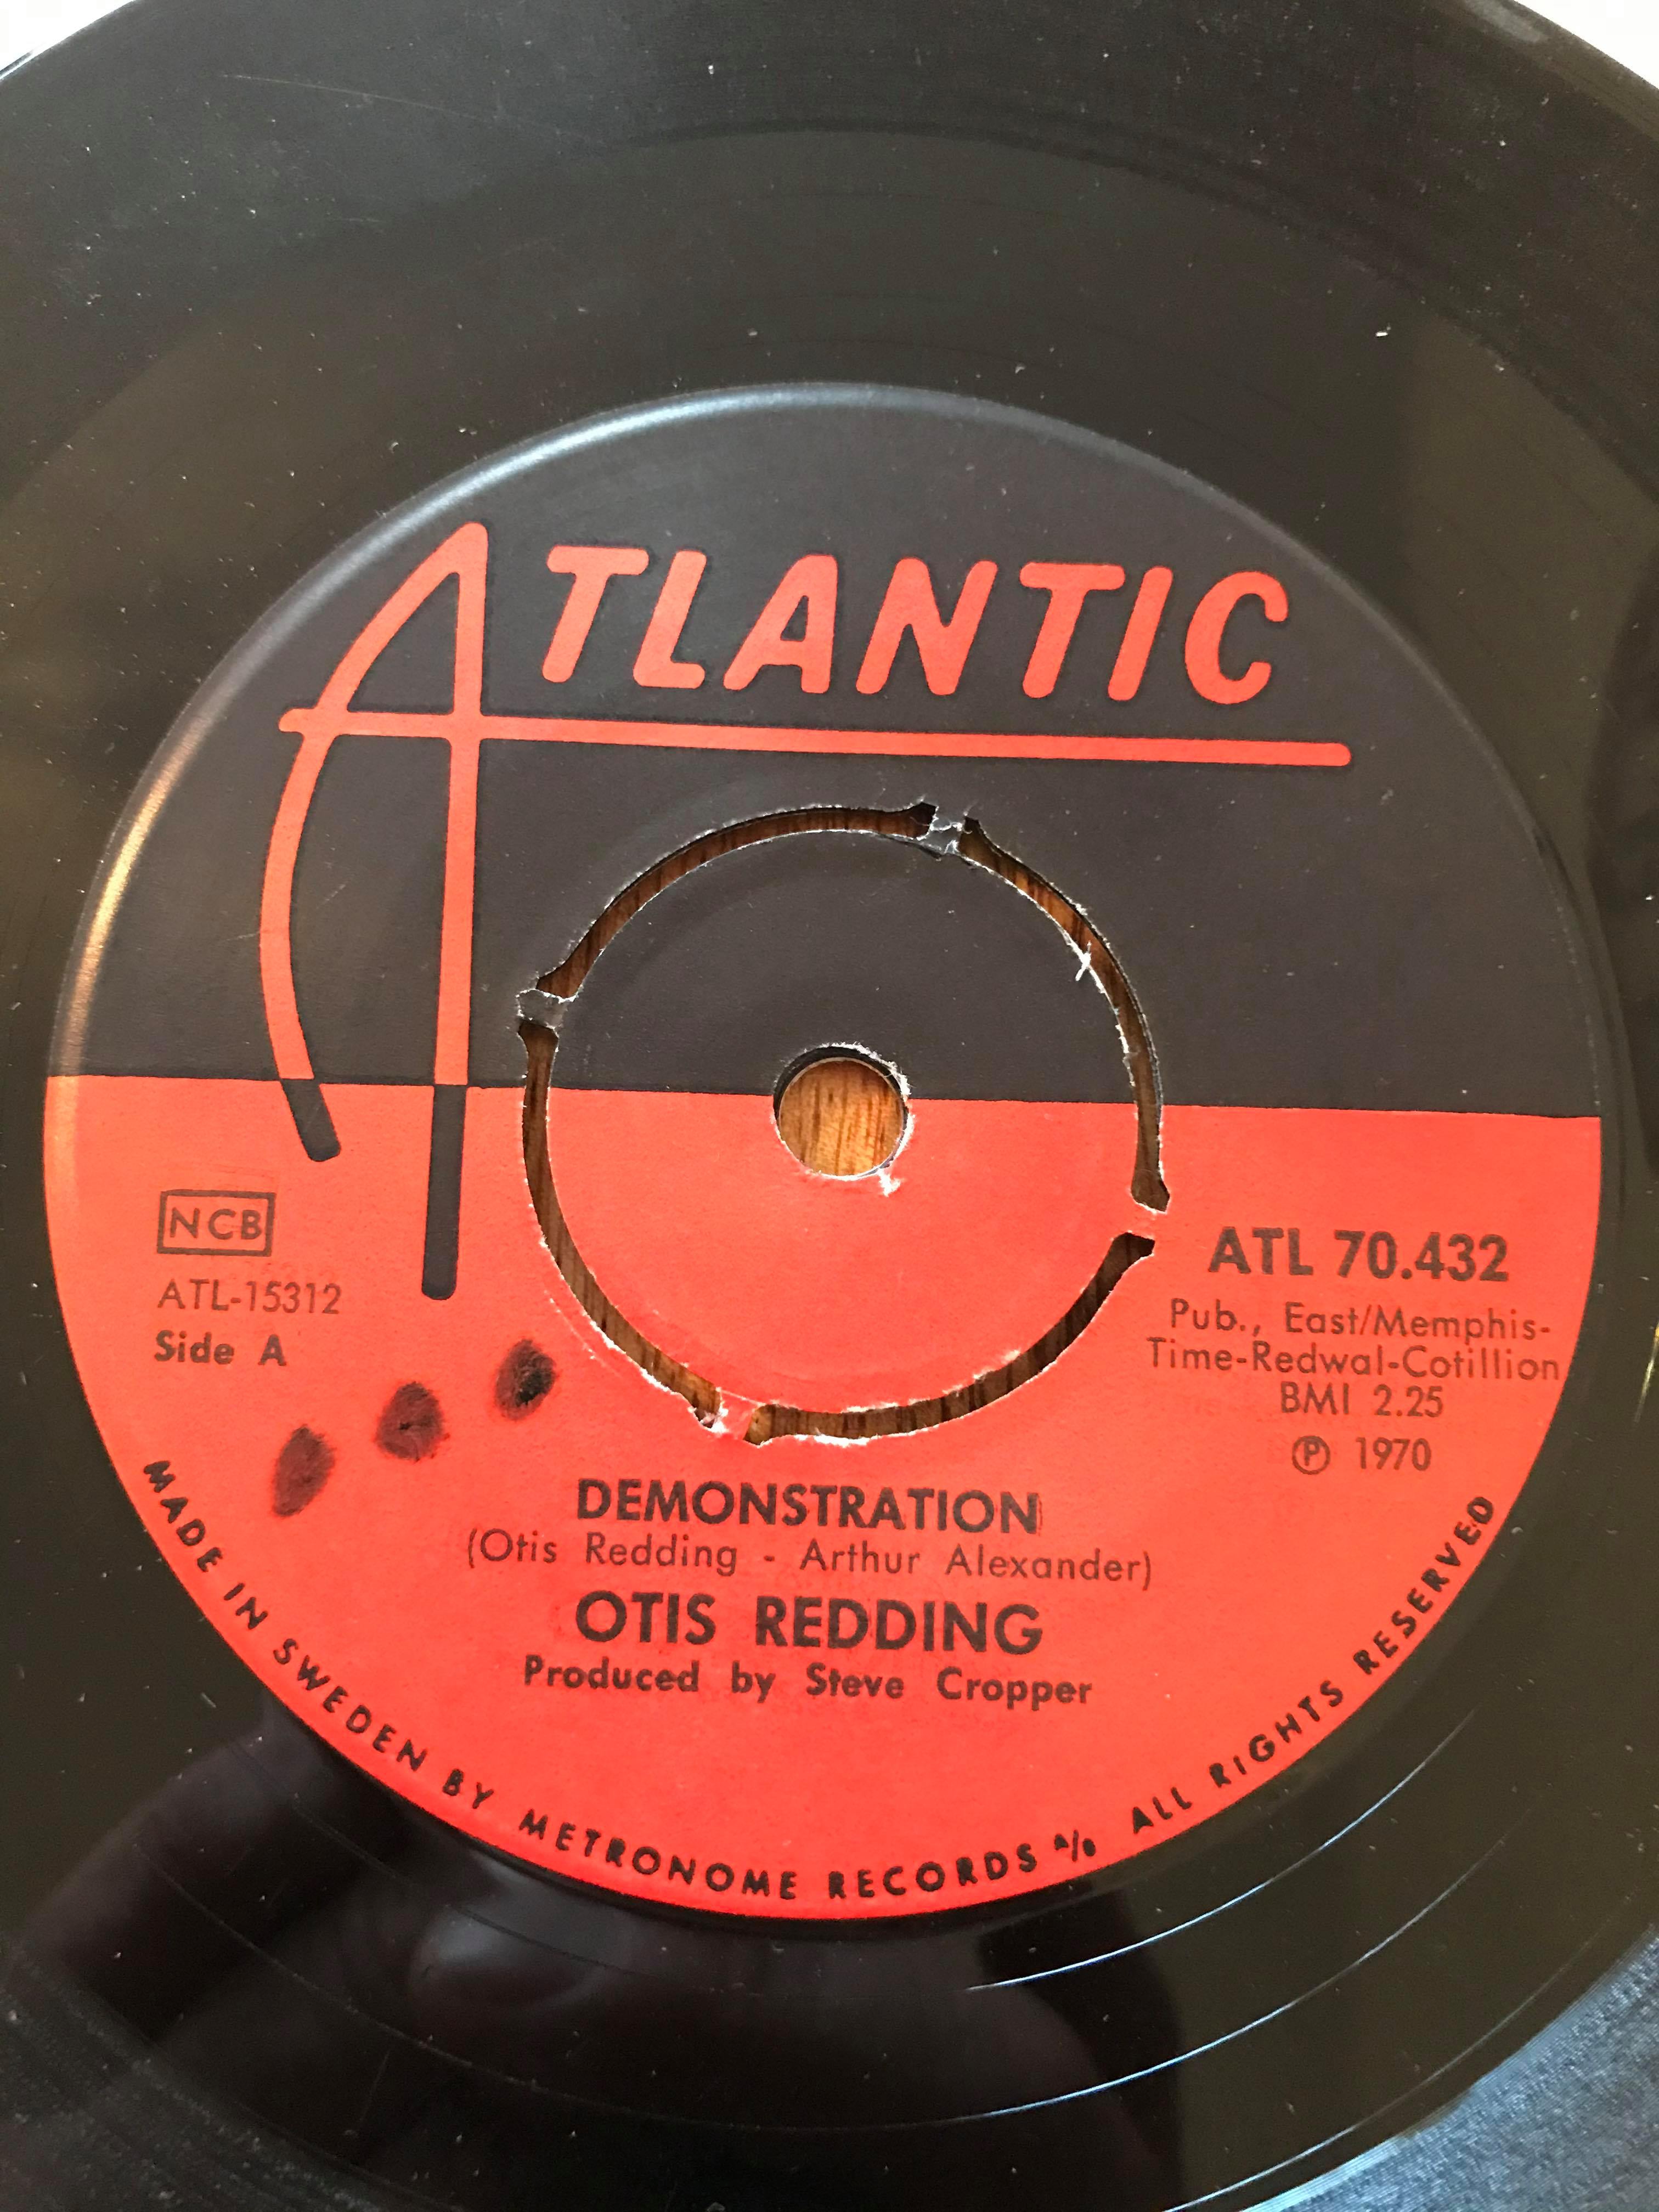 ATLANTIC
NCB
ATL-15312
Side A
ATL 70.432
Pub., East/Memphis-
Time-Redwal-Cotillion
BMI 2.25
Ⓟ 1970
DEMONSTRATION
(Otis Redding - Arthur Alexander)
OTIS REDDING
Produced by Steve Cropper
MADE IN SWEDEN BY METRONOME RECORDS A/B ALL RIGHTS RESERVED